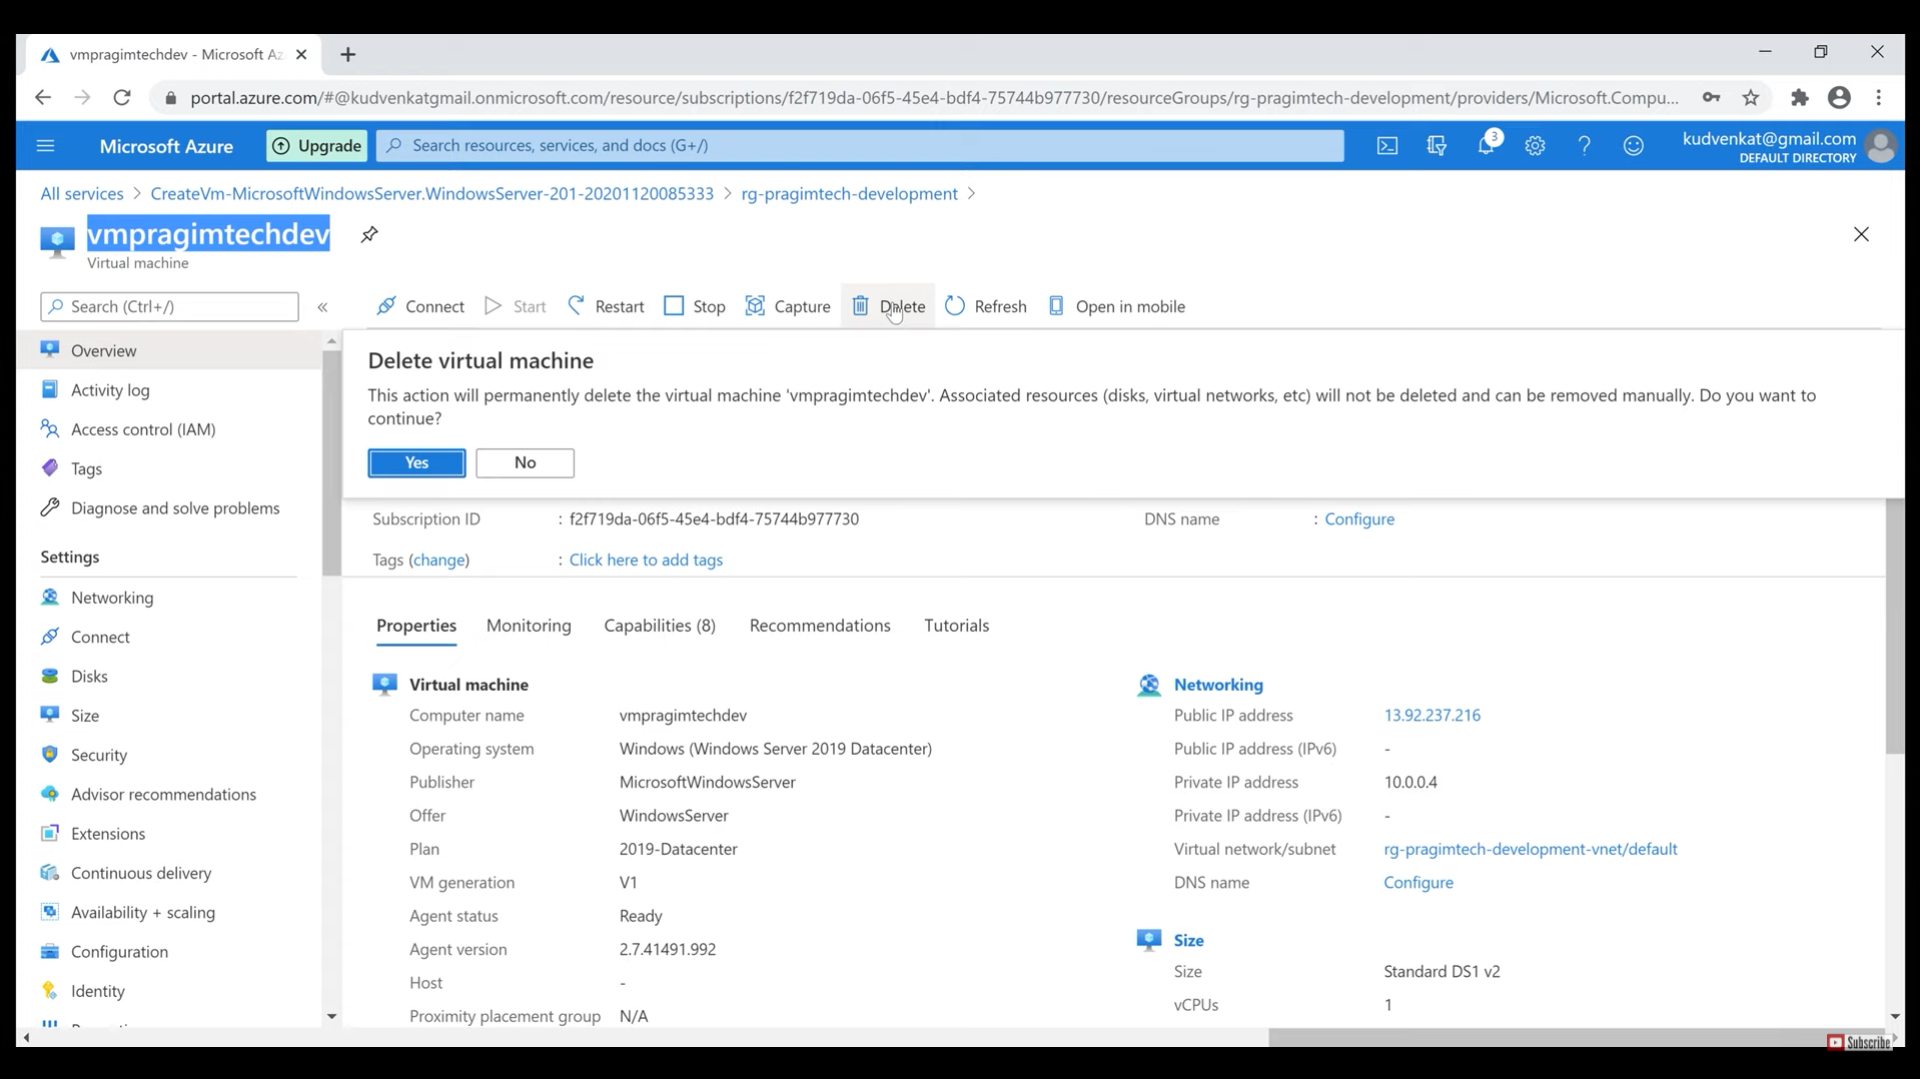 vmpragimtechdev - Microsoft Az
portal.azure.com/#@kudvenkatgmail.onmicrosoft.com/resource/subscriptions/f2f719da-06f5-45e4-bdf4-75744b977730/resourceGroups/rg-pragimtech-development/providers/Microsoft.Compu...
Microsoft Azure
Upgrade
Search resources, services, and docs (G+/)
3
kudvenkat@gmail.com
DEFAULT DIRECTORY
All services > CreateVm-MicrosoftWindowsServer.WindowsServer-201-20201120085333 > rg-pragimtech-development >
vmpragimtechdev
Virtual machine
Search (Ctrl+/)
«
Connect
Start
Restart
Stop
Capture
Delete
Refresh
Open in mobile
Overview
Activity log
Access control (IAM)
Tags
Diagnose and solve problems
Settings
Networking
Connect
Disks
Size
Security
Advisor recommendations
Extensions
Continuous delivery
Availability + scaling
Configuration
Identity
Delete virtual machine
This action will permanently delete the virtual machine 'vmpragimtechdev'. Associated resources (disks, virtual networks, etc) will not be deleted and can be removed manually. Do you want to
continue?
Yes
No
Subscription ID : f2f719da-06f5-45e4-bdf4-75744b977730
DNS name : Configure
Tags (change) : Click here to add tags
Properties
Monitoring
Capabilities (8)
Recommendations
Tutorials
Virtual machine
Computer name vmpragimtechdev
Operating system Windows (Windows Server 2019 Datacenter)
Publisher MicrosoftWindowsServer
Offer WindowsServer
Plan 2019-Datacenter
VM generation V1
Agent status Ready
Agent version 2.7.41491.992
Host -
Proximity placement group N/A
Networking
Public IP address 13.92.237.216
Public IP address (IPv6) -
Private IP address 10.0.0.4
Private IP address (IPv6) -
Virtual network/subnet rg-pragimtech-development-vnet/default
DNS name Configure
Size
Size Standard DS1 v2
vCPUs 1
Subscribe